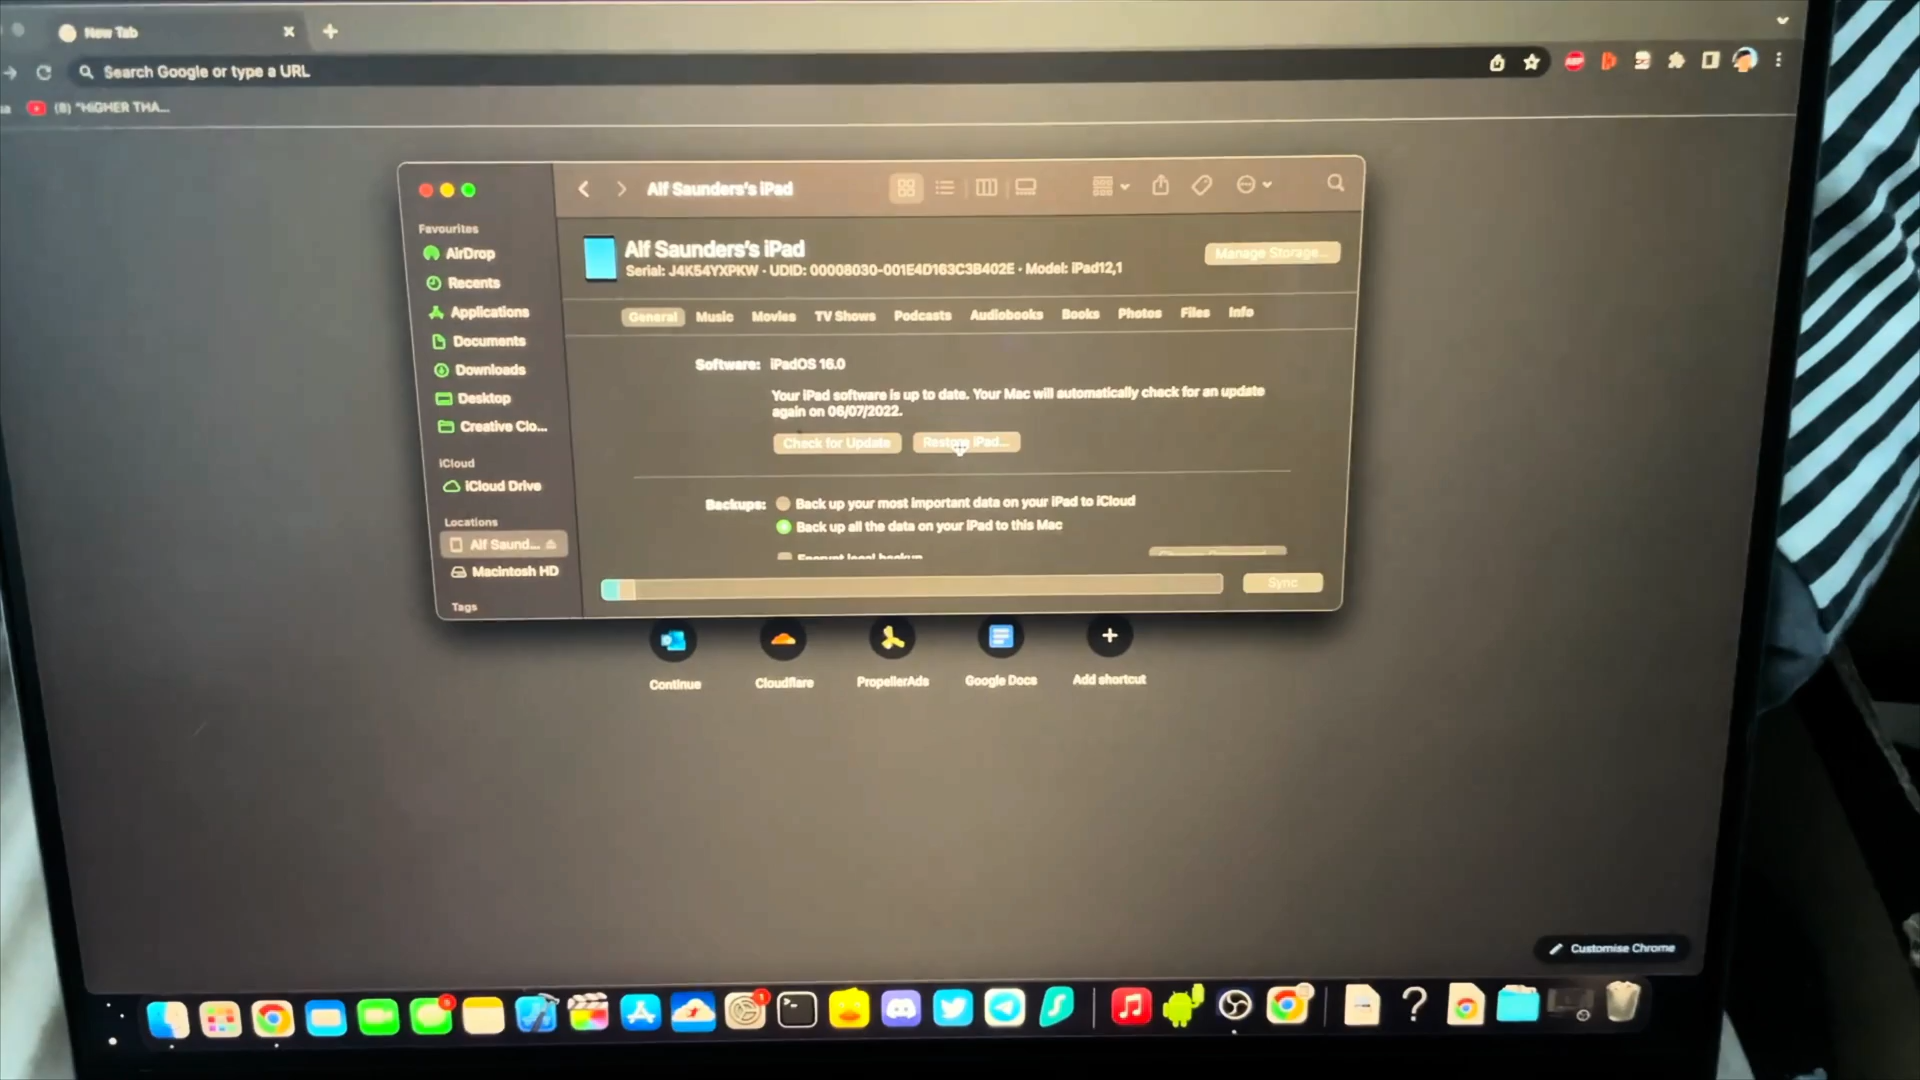 New Tab
Search Google or type a URL
(8) "HiGHER THA...
Alf Saunders's iPad
Favourites
AirDrop
Recents
Applications
Documents
Downloads
Desktop
Creative Clo...
iCloud
iCloud Drive
Locations
Alf Saund...
Macintosh HD
Tags
Alf Saunders's iPad
Serial: J4K54YXPKW · UDID: 00008030-001E4D163C3B402E · Model: iPad12,1
Manage Storage...
General Music Movies TV Shows Podcasts Audiobooks Books Photos Files Info
Software: iPadOS 16.0
Your iPad software is up to date. Your Mac will automatically check for an update
again on 06/07/2022.
Check for Update Restore iPad...
Backups: Back up your most important data on your iPad to iCloud
Back up all the data on your iPad to this Mac
Encrypt local backup
Sync
Continue
Cloudflare
PropellerAds
Google Docs
Add shortcut
Customise Chrome